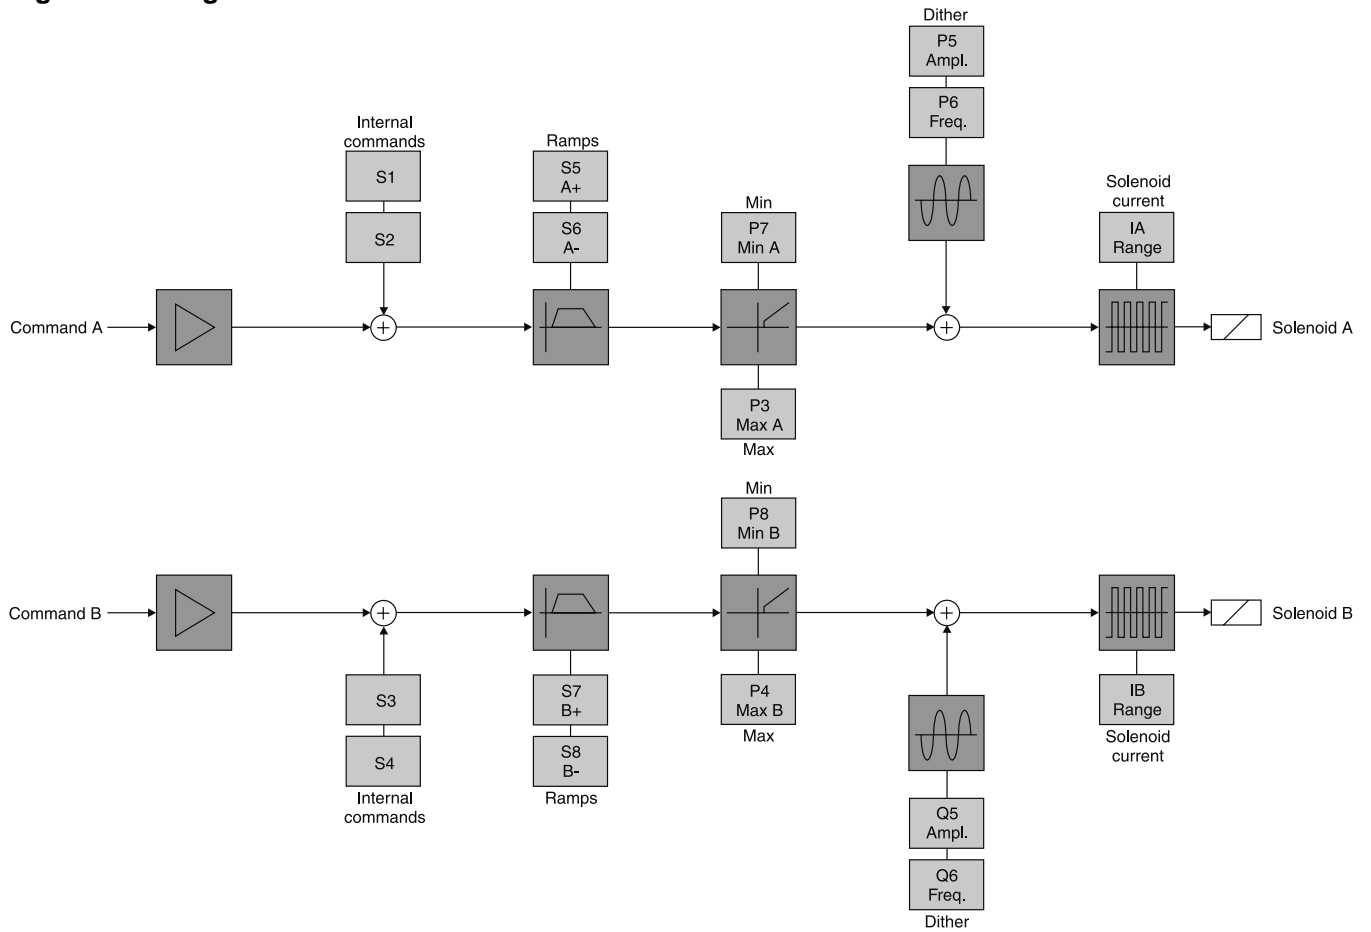 Dither
P5
Ampl.
P6
Freq.
Internal
commands
S1
S2
Ramps
S5
A+
S6
A-
Min
P7
Min A
Solenoid
current
IA
Range
Command A
+
+
Solenoid A
P3
Max A
Max
Min
P8
Min B
Command B
+
+
Solenoid B
S3
S4
Internal
commands
S7
B+
S8
B-
Ramps
P4
Max B
Max
IB
Range
Solenoid
current
Q5
Ampl.
Q6
Freq.
Dither